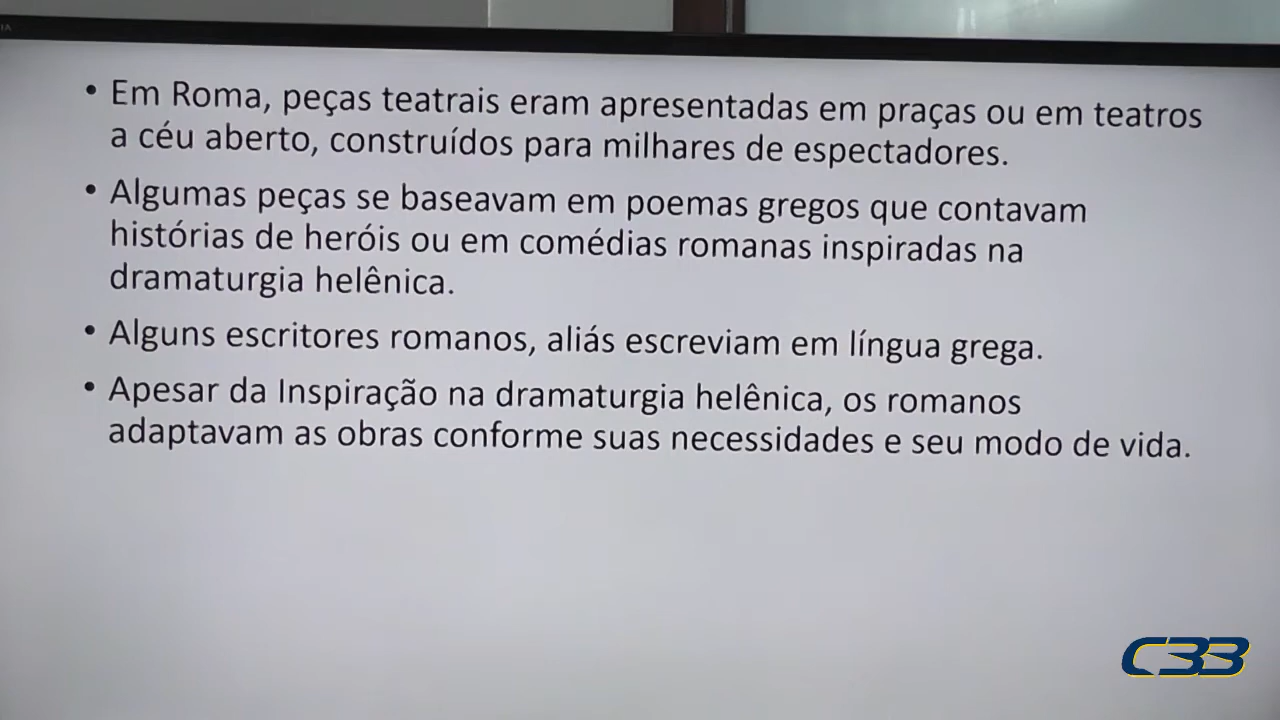 • Em Roma, peças teatrais eram apresentadas em praças ou em teatros
a céu aberto, construídos para milhares de espectadores.
• Algumas peças se baseavam em poemas gregos que contavam
histórias de heróis ou em comédias romanas inspiradas na
dramaturgia helênica.
• Alguns escritores romanos, aliás escreviam em língua grega.
• Apesar da Inspiração na dramaturgia helênica, os romanos
adaptavam as obras conforme suas necessidades e seu modo de vida.
C33